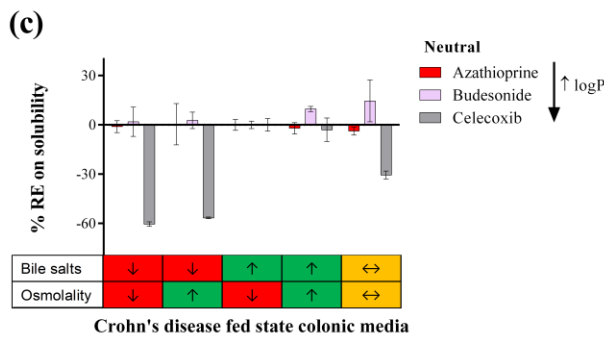 (c)
Neutral
Azathioprine
Budesonide
Celecoxib
↑ logP
% RE on solubility
30
0
-30
-60
Bile salts ↓ ↓ ↑ ↑ ↔
Osmolality ↓ ↑ ↓ ↑ ↔
Crohn's disease fed state colonic media